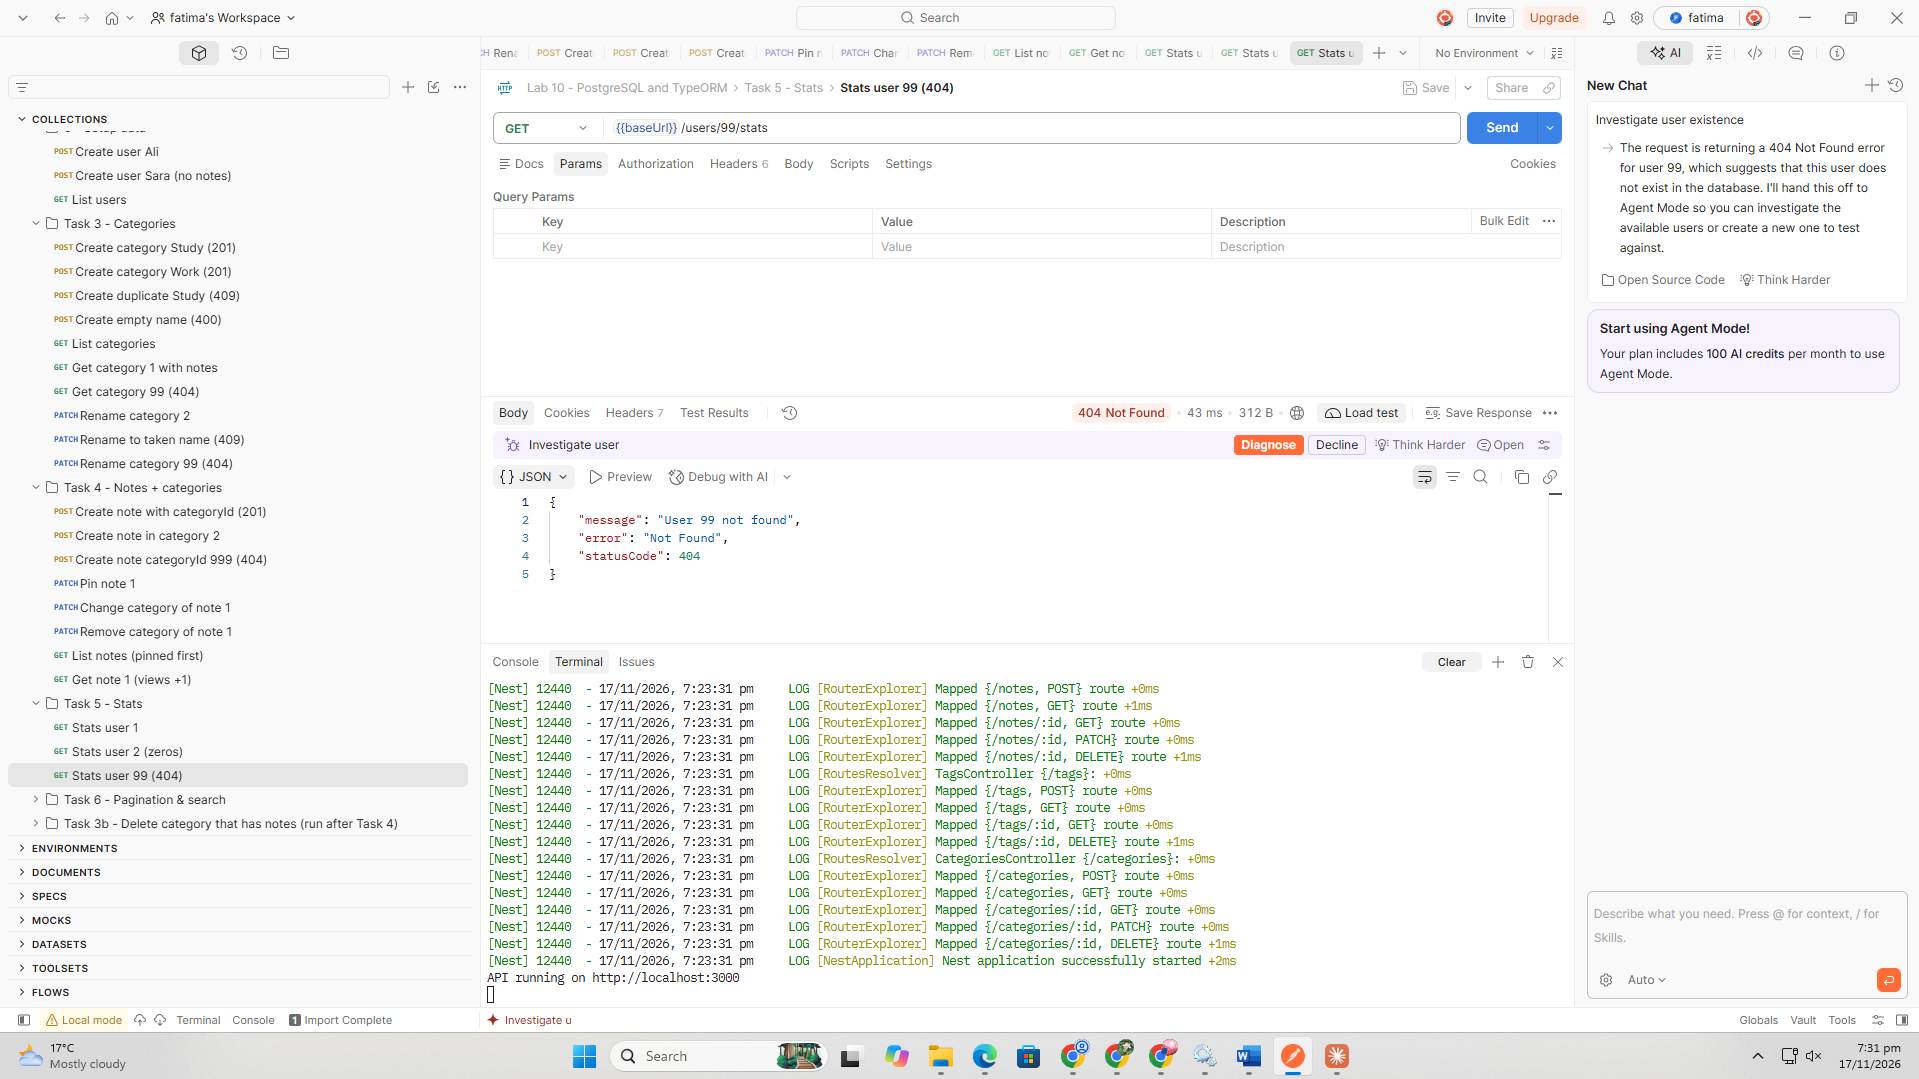 fatima's Workspace
Search
Invite
Upgrade
fatima
Rena
POST Creat
POST Creat
POST Creat
PATCH Pin n
PATCH Char
PATCH Rem
GET List no
GET Get no
GET Stats u
GET Stats u
GET Stats u
No Environment
AI
COLLECTIONS
POST Create user Ali
POST Create user Sara (no notes)
GET List users
Task 3 - Categories
POST Create category Study (201)
POST Create category Work (201)
POST Create duplicate Study (409)
POST Create empty name (400)
GET List categories
GET Get category 1 with notes
GET Get category 99 (404)
PATCH Rename category 2
PATCH Rename to taken name (409)
PATCH Rename category 99 (404)
Task 4 - Notes + categories
POST Create note with categoryId (201)
POST Create note in category 2
POST Create note categoryId 999 (404)
PATCH Pin note 1
PATCH Change category of note 1
PATCH Remove category of note 1
GET List notes (pinned first)
GET Get note 1 (views +1)
Task 5 - Stats
GET Stats user 1
GET Stats user 2 (zeros)
GET Stats user 99 (404)
Task 6 - Pagination & search
Task 3b - Delete category that has notes (run after Task 4)
ENVIRONMENTS
DOCUMENTS
SPECS
MOCKS
DATASETS
TOOLSETS
FLOWS
HTTP Lab 10 - PostgreSQL and TypeORM > Task 5 - Stats > Stats user 99 (404)
Save
Share
GET
{{baseUrl}} /users/99/stats
Send
Docs Params Authorization Headers 6 Body Scripts Settings
Cookies
Query Params
Key Value Description Bulk Edit
Key Value Description
Body Cookies Headers 7 Test Results
404 Not Found • 43 ms • 312 B
Load test
e.g. Save Response
Investigate user
Diagnose Decline Think Harder Open
{} JSON Preview Debug with AI
1 {
2 "message": "User 99 not found",
3 "error": "Not Found",
4 "statusCode": 404
5 }
Console Terminal Issues
Clear
[Nest] 12440 - 17/11/2026, 7:23:31 pm LOG [RouterExplorer] Mapped {/notes, POST} route +0ms
[Nest] 12440 - 17/11/2026, 7:23:31 pm LOG [RouterExplorer] Mapped {/notes, GET} route +1ms
[Nest] 12440 - 17/11/2026, 7:23:31 pm LOG [RouterExplorer] Mapped {/notes/:id, GET} route +0ms
[Nest] 12440 - 17/11/2026, 7:23:31 pm LOG [RouterExplorer] Mapped {/notes/:id, PATCH} route +0ms
[Nest] 12440 - 17/11/2026, 7:23:31 pm LOG [RouterExplorer] Mapped {/notes/:id, DELETE} route +1ms
[Nest] 12440 - 17/11/2026, 7:23:31 pm LOG [RoutesResolver] TagsController {/tags}: +0ms
[Nest] 12440 - 17/11/2026, 7:23:31 pm LOG [RouterExplorer] Mapped {/tags, POST} route +0ms
[Nest] 12440 - 17/11/2026, 7:23:31 pm LOG [RouterExplorer] Mapped {/tags, GET} route +0ms
[Nest] 12440 - 17/11/2026, 7:23:31 pm LOG [RouterExplorer] Mapped {/tags/:id, GET} route +0ms
[Nest] 12440 - 17/11/2026, 7:23:31 pm LOG [RouterExplorer] Mapped {/tags/:id, DELETE} route +1ms
[Nest] 12440 - 17/11/2026, 7:23:31 pm LOG [RoutesResolver] CategoriesController {/categories}: +0ms
[Nest] 12440 - 17/11/2026, 7:23:31 pm LOG [RouterExplorer] Mapped {/categories, POST} route +0ms
[Nest] 12440 - 17/11/2026, 7:23:31 pm LOG [RouterExplorer] Mapped {/categories, GET} route +0ms
[Nest] 12440 - 17/11/2026, 7:23:31 pm LOG [RouterExplorer] Mapped {/categories/:id, GET} route +0ms
[Nest] 12440 - 17/11/2026, 7:23:31 pm LOG [RouterExplorer] Mapped {/categories/:id, PATCH} route +0ms
[Nest] 12440 - 17/11/2026, 7:23:31 pm LOG [RouterExplorer] Mapped {/categories/:id, DELETE} route +1ms
[Nest] 12440 - 17/11/2026, 7:23:31 pm LOG [NestApplication] Nest application successfully started +2ms
API running on http://localhost:3000
New Chat
Investigate user existence
→ The request is returning a 404 Not Found error
for user 99, which suggests that this user does
not exist in the database. I'll hand this off to
Agent Mode so you can investigate the
available users or create a new one to test
against.
Open Source Code Think Harder
Start using Agent Mode!
Your plan includes 100 AI credits per month to use
Agent Mode.
Describe what you need. Press @ for context, / for
Skills.
Auto
Local mode Terminal Console 1 Import Complete
Investigate u
Globals Vault Tools
17°C
Mostly cloudy
Search
7:31 pm
17/11/2026